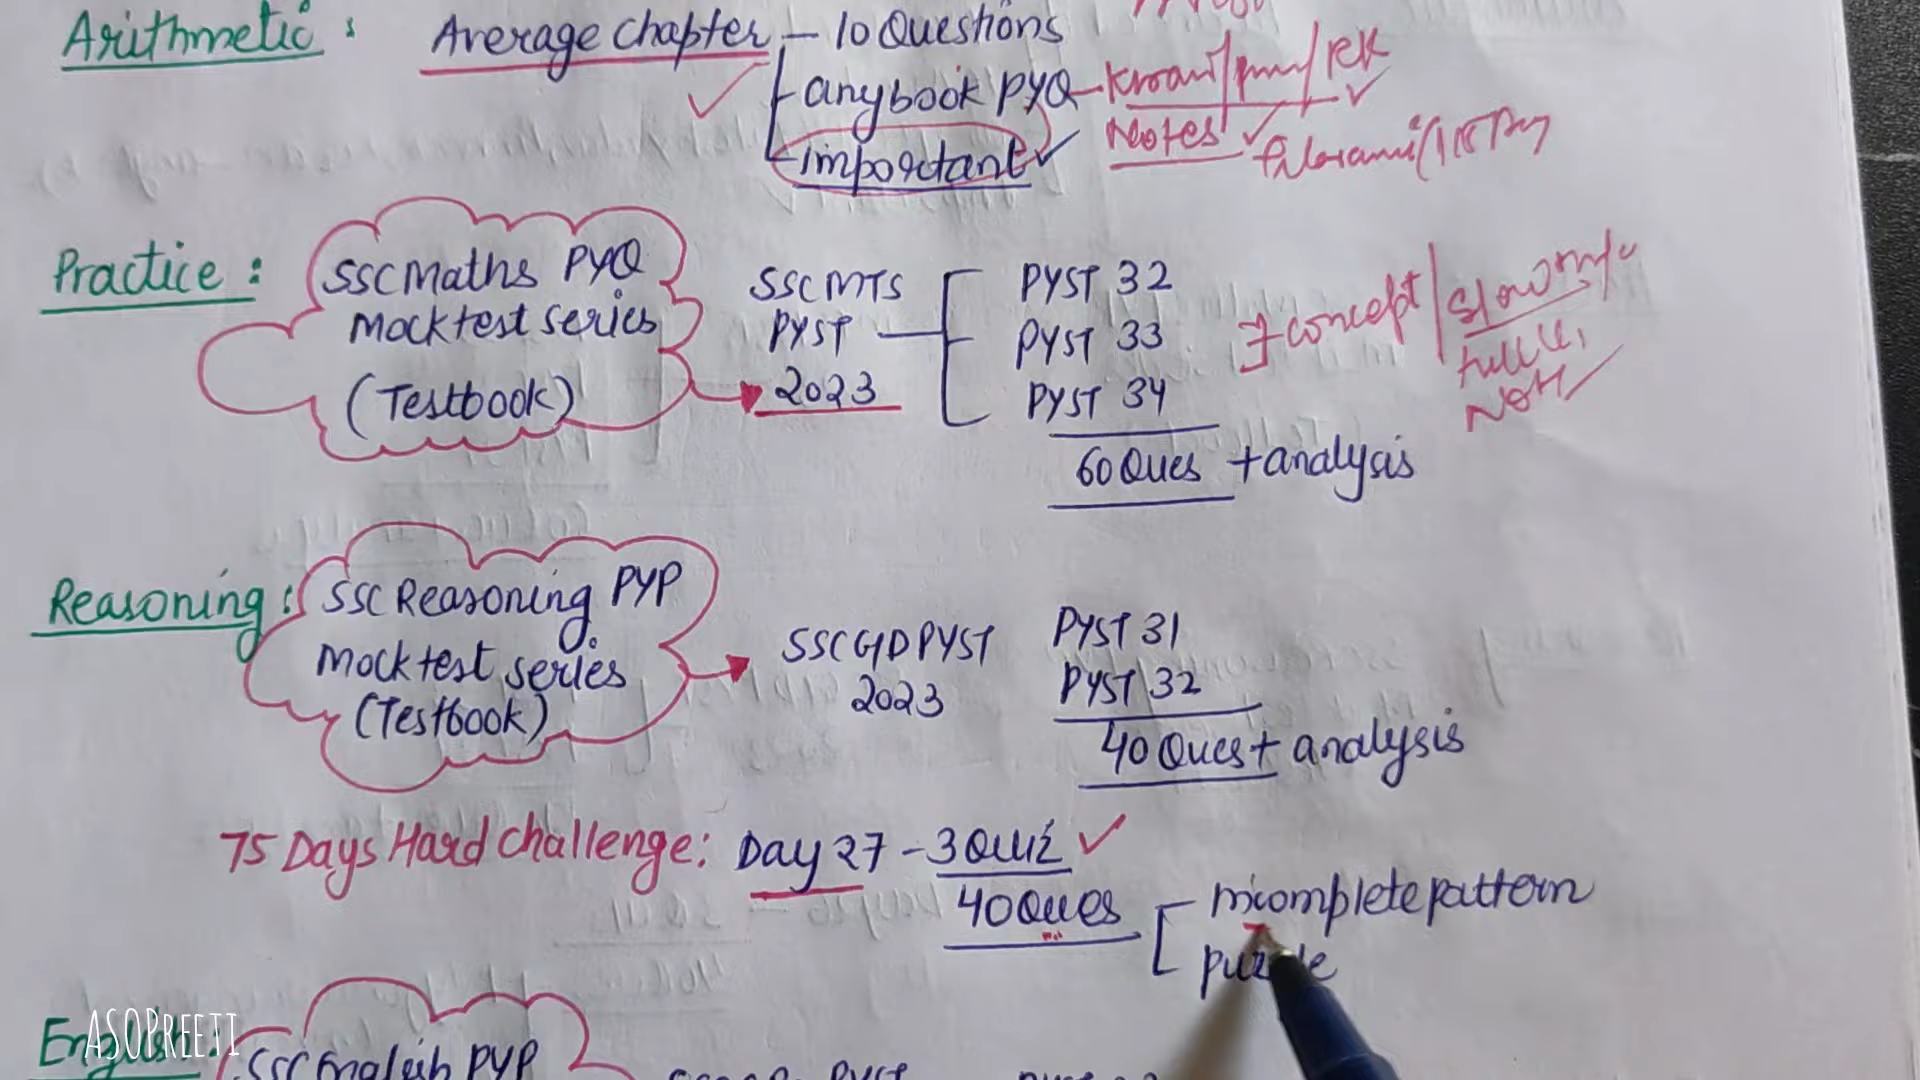 Arithmetic : Average chapter – 10 Questions
anybook PYQ
Notes ✓
important ✓
Practice : SSC Maths PYQ
Mock test series
(Testbook)
SSC MTS
PYST
2023
PYST 32
PYST 33
PYST 34
concept
60 Ques + analysis
Reasoning : SSC Reasoning PYP
Mock test series
(Testbook)
SSC GD PYST
2023
PYST 31
PYST 32
40 Ques + analysis
75 Days Hard challenge: Day 27 – 3 Quiz ✓
40 Ques
incomplete pattern
English : SSC English PYP
ASOPREETI